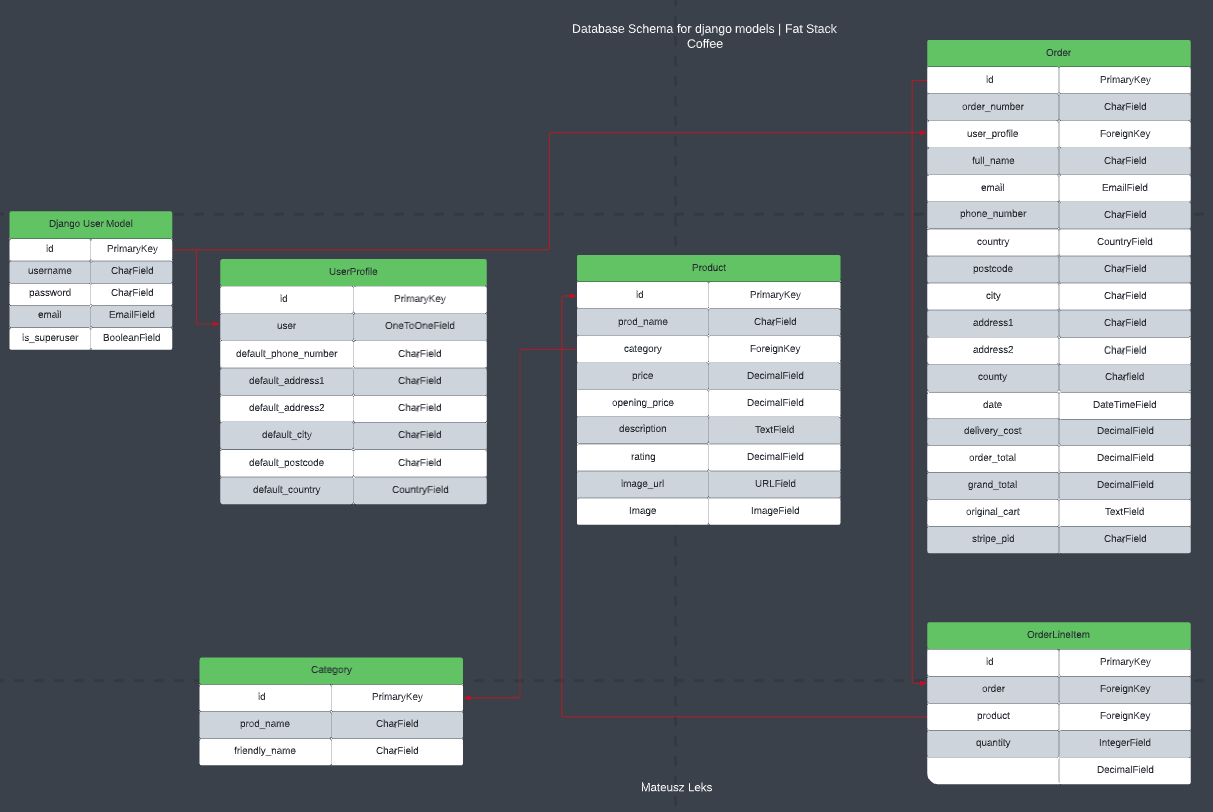 Database Schema for django models | Fat Stack
Coffee
Order
id PrimaryKey
order_number CharField
user_profile ForeignKey
full_name CharField
email EmailField
phone_number CharField
country CountryField
postcode CharField
city CharField
address1 CharField
address2 CharField
county Charfield
date DateTimeField
delivery_cost DecimalField
order_total DecimalField
grand_total DecimalField
original_cart TextField
stripe_pid CharField
Django User Model
id PrimaryKey
username CharField
password CharField
email EmailField
is_superuser BooleanField
UserProfile
id PrimaryKey
user OneToOneField
default_phone_number CharField
default_address1 CharField
default_address2 CharField
default_city CharField
default_postcode CharField
default_country CountryField
Product
id PrimaryKey
prod_name CharField
category ForeignKey
price DecimalField
opening_price DecimalField
description TextField
rating DecimalField
image_url URLField
Image ImageField
Category
id PrimaryKey
prod_name CharField
friendly_name CharField
OrderLineItem
id PrimaryKey
order ForeignKey
product ForeignKey
quantity IntegerField
DecimalField
Mateusz Leks